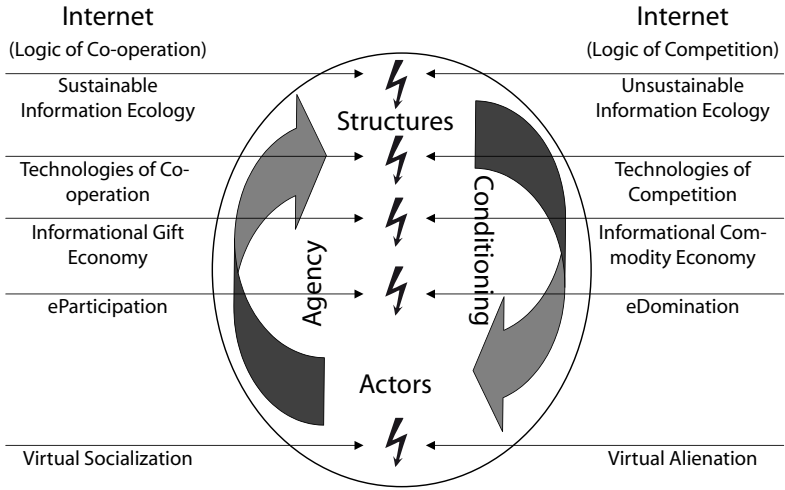 Internet
(Logic of Co-operation)
Sustainable
Information Ecology
Technologies of Co-
operation
Informational Gift
Economy
eParticipation
Virtual Socialization
Structures
Agency
Conditioning
Actors
Internet
(Logic of Competition)
Unsustainable
Information Ecology
Technologies of
Competition
Informational Com-
modity Economy
eDomination
Virtual Alienation